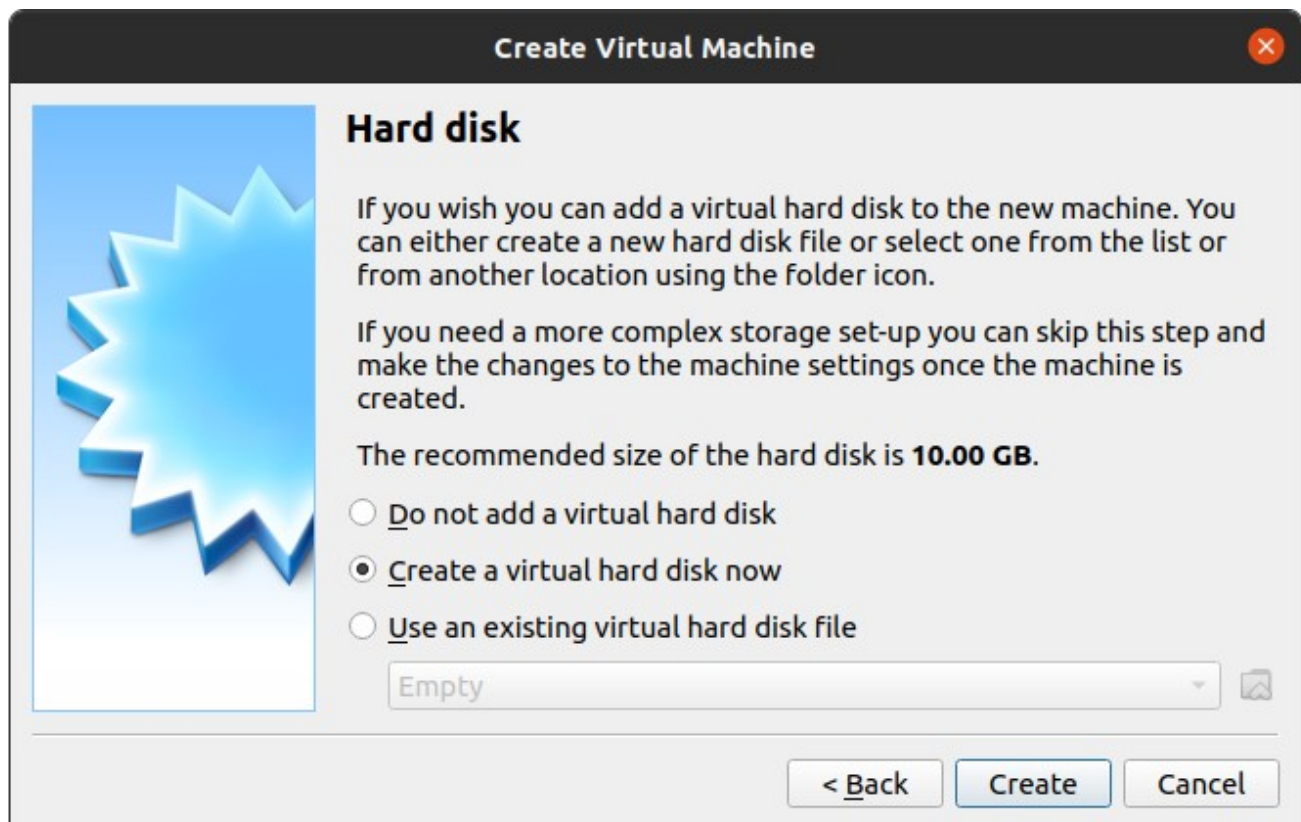 Create Virtual Machine
Hard disk
If you wish you can add a virtual hard disk to the new machine. You
can either create a new hard disk file or select one from the list or
from another location using the folder icon.
If you need a more complex storage set-up you can skip this step and
make the changes to the machine settings once the machine is
created.
The recommended size of the hard disk is 10.00 GB.
Do not add a virtual hard disk
Create a virtual hard disk now
Use an existing virtual hard disk file
Empty
< Back
Create
Cancel